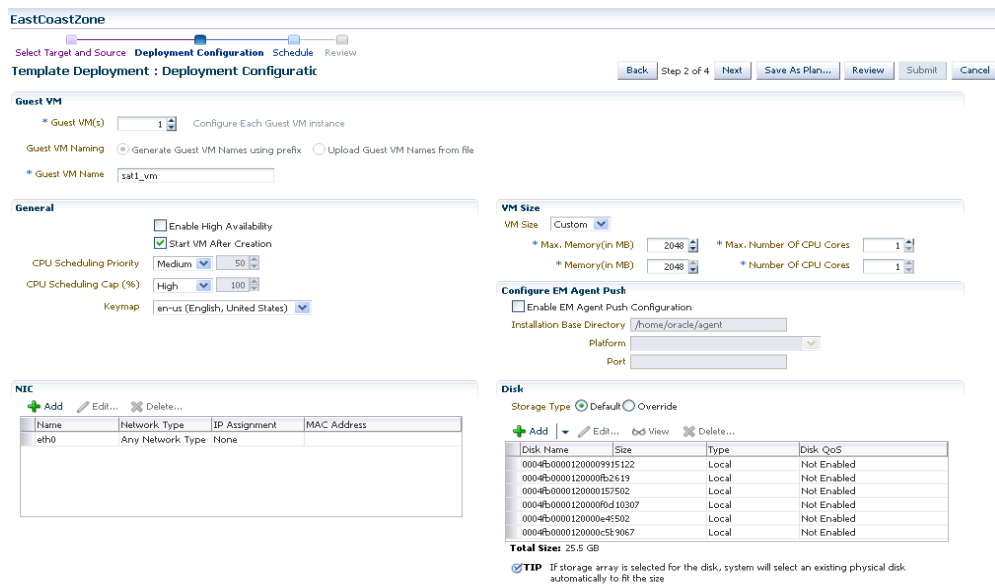 EastCoastZone
Select Target and Source Deployment Configuration Schedule Review
Template Deployment : Deployment Configuratic
Back Step 2 of 4 Next Save As Plan... Review Submit Cancel
Guest VM
* Guest VM(s) 1 Configure Each Guest VM instance
Guest VM Naming Generate Guest VM Names using prefix Upload Guest VM Names from file
* Guest VM Name sat1_vm
General
Enable High Availability
Start VM After Creation
CPU Scheduling Priority Medium 50
CPU Scheduling Cap (%) High 100
Keymap en-us (English, United States)
VM Size
VM Size Custom
* Max. Memory(in MB) 2048 * Max. Number Of CPU Cores 1
* Memory(in MB) 2048 * Number Of CPU Cores 1
Configure EM Agent Push
Enable EM Agent Push Configuration
Installation Base Directory /home/oracle/agent
Platform
Port
NIC
Add Edit... Delete...
Name Network Type IP Assignment MAC Address
eth0 Any Network Type None
Disk
Storage Type Default Override
Add Edit... View Delete...
Disk Name Size Type Disk QoS
0004fb00001200009915122 Local Not Enabled
0004fb0000120000fb2619 Local Not Enabled
0004fb0000120000157502 Local Not Enabled
0004fb0000120000f0d10307 Local Not Enabled
0004fb0000120000e49502 Local Not Enabled
0004fb0000120000c5b9067 Local Not Enabled
Total Size: 25.5 GB
TIP If storage array is selected for the disk, system will select an existing physical disk
automatically to fit the size